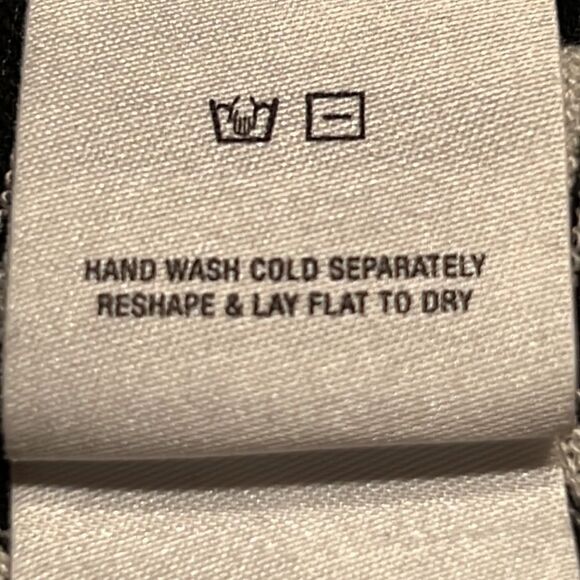 HAND WASH COLD SEPARATELY
RESHAPE & LAY FLAT TO DRY